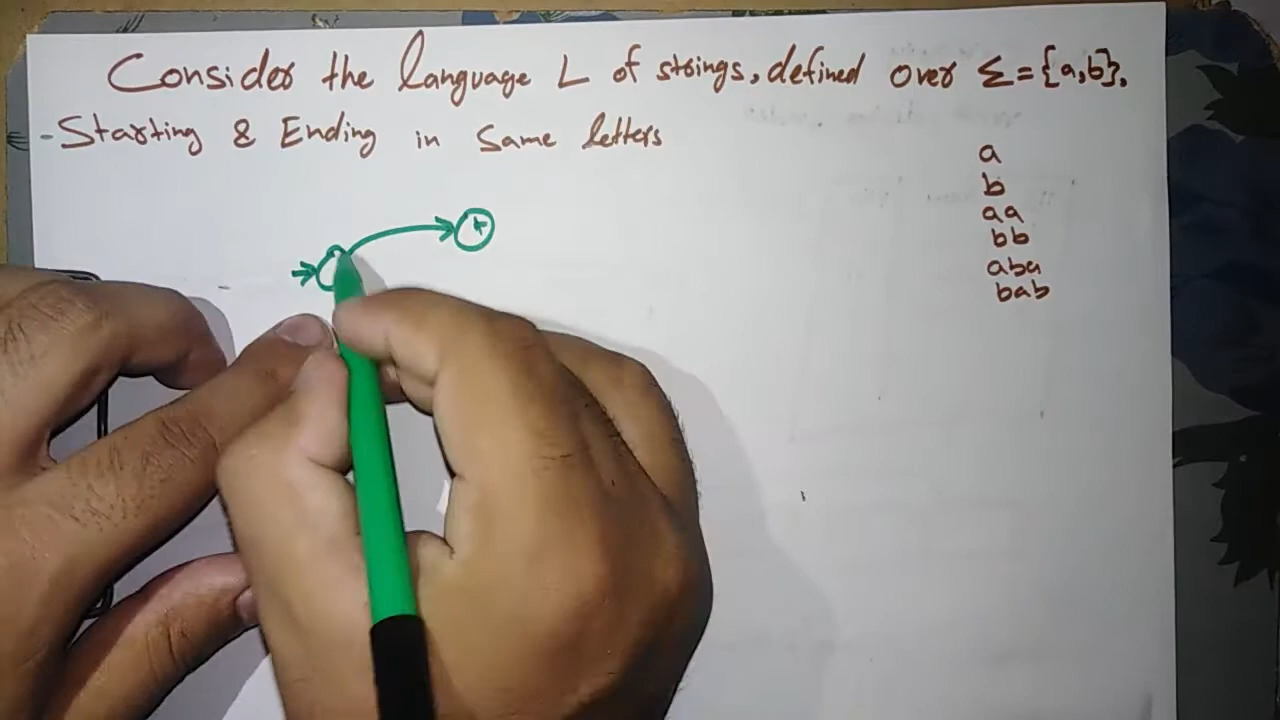 Consider the language L of strings, defined over Σ = {a,b}.
- Starting & Ending in Same letters
a
b
aa
bb
aba
bab
+